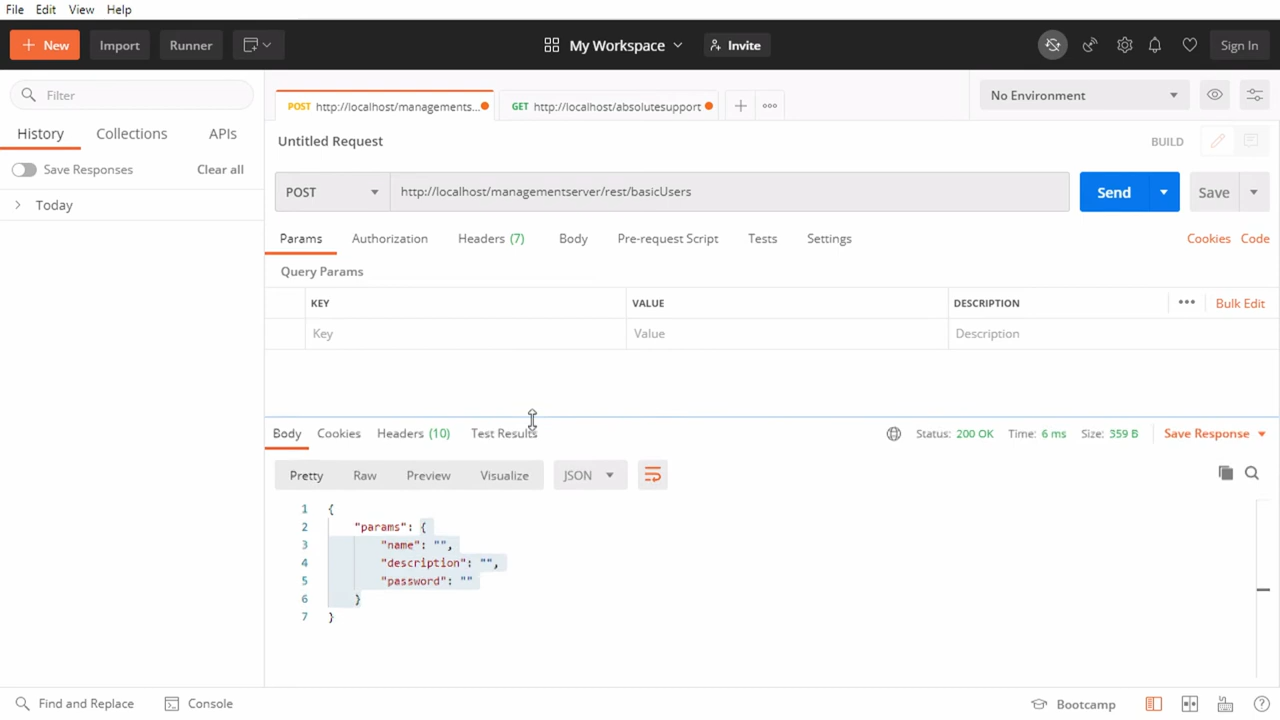 File Edit View Help
+ New Import Runner My Workspace Invite Sign In
Filter
History Collections APIs
Save Responses Clear all
Today
POST http://localhost/managements... GET http://localhost/absolutesupport + ••• No Environment
Untitled Request BUILD
POST http://localhost/managementserver/rest/basicUsers Send Save
Params Authorization Headers (7) Body Pre-request Script Tests Settings Cookies Code
Query Params
KEY VALUE DESCRIPTION ••• Bulk Edit
Key Value Description
Body Cookies Headers (10) Test Results Status: 200 OK Time: 6 ms Size: 359 B Save Response
Pretty Raw Preview Visualize JSON
1 {
2 "params": {
3 "name": "",
4 "description": "",
5 "password": ""
6 }
7 }
Find and Replace Console Bootcamp ?